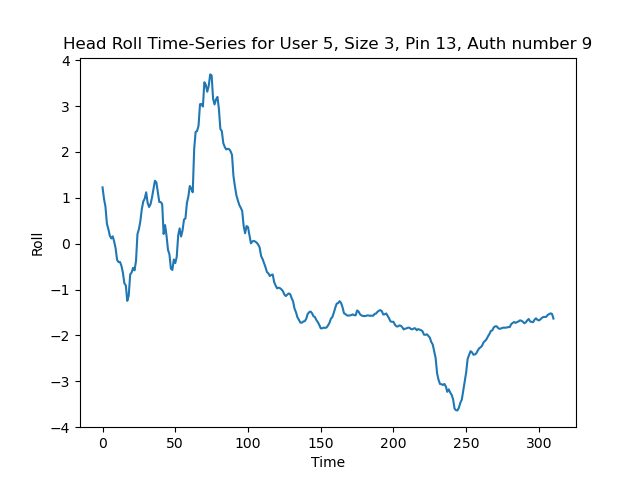 Head Roll Time-Series for User 5, Size 3, Pin 13, Auth number 9
4
3
2
1
0
−1
−2
−3
−4
Roll
0 50 100 150 200 250 300
Time